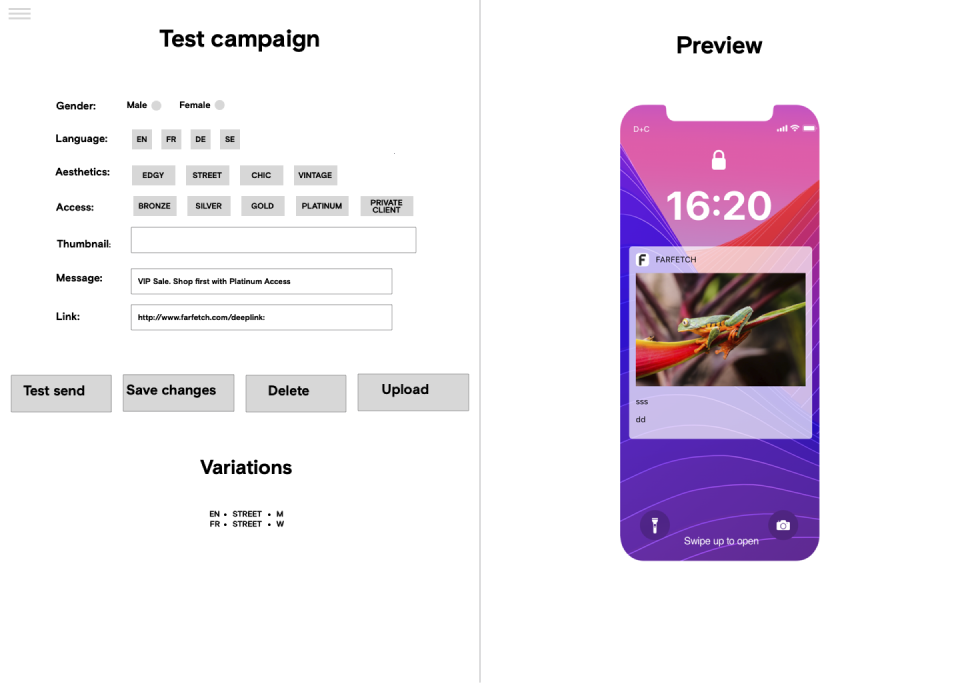 Test campaign
Gender:
Male
Female
Language:
EN
FR
DE
SE
Aesthetics:
EDGY
STREET
CHIC
VINTAGE
Access:
BRONZE
SILVER
GOLD
PLATINUM
PRIVATE
CLIENT
Thumbnail:
Message:
VIP Sale. Shop first with Platinum Access
Link:
http://www.farfetch.com/deeplink:
Test send
Save changes
Delete
Upload
Variations
EN • STREET • M
FR • STREET • W
Preview
D+C
16:20
F FARFETCH
sss
dd
Swipe up to open